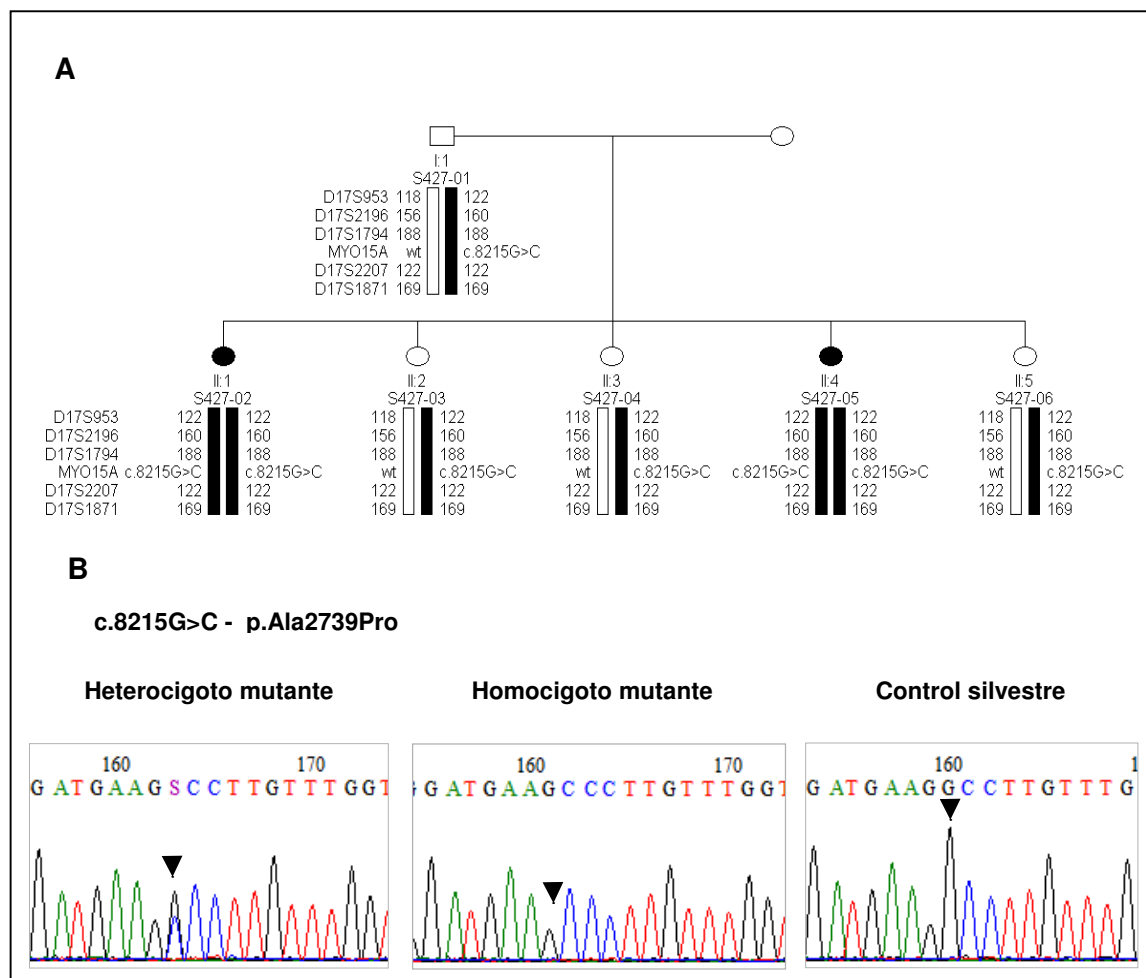 A
I:1
S427-01
D17S953 118 122
D17S2196 156 160
D17S1794 188 188
MYO15A wt c.8215G>C
D17S2207 122 122
D17S1871 169 169
II:1 II:2 II:3 II:4 II:5
S427-02 S427-03 S427-04 S427-05 S427-06
D17S953 122 122 118 122 118 122 122 122 118 122
D17S2196 160 160 156 160 156 160 160 160 156 160
D17S1794 188 188 188 188 188 188 188 188 188 188
MYO15A c.8215G>C c.8215G>C wt c.8215G>C wt c.8215G>C c.8215G>C c.8215G>C wt c.8215G>C
D17S2207 122 122 122 122 122 122 122 122 122 122
D17S1871 169 169 169 169 169 169 169 169 169 169
B
c.8215G>C - p.Ala2739Pro
Heterocigoto mutante Homocigoto mutante Control silvestre
160 170 160 170 160 1
G A T G A A G S C C T T G T T T G G T G G A T G A A G C C C T T G T T T G G T G A T G A A G G C C T T G T T T G